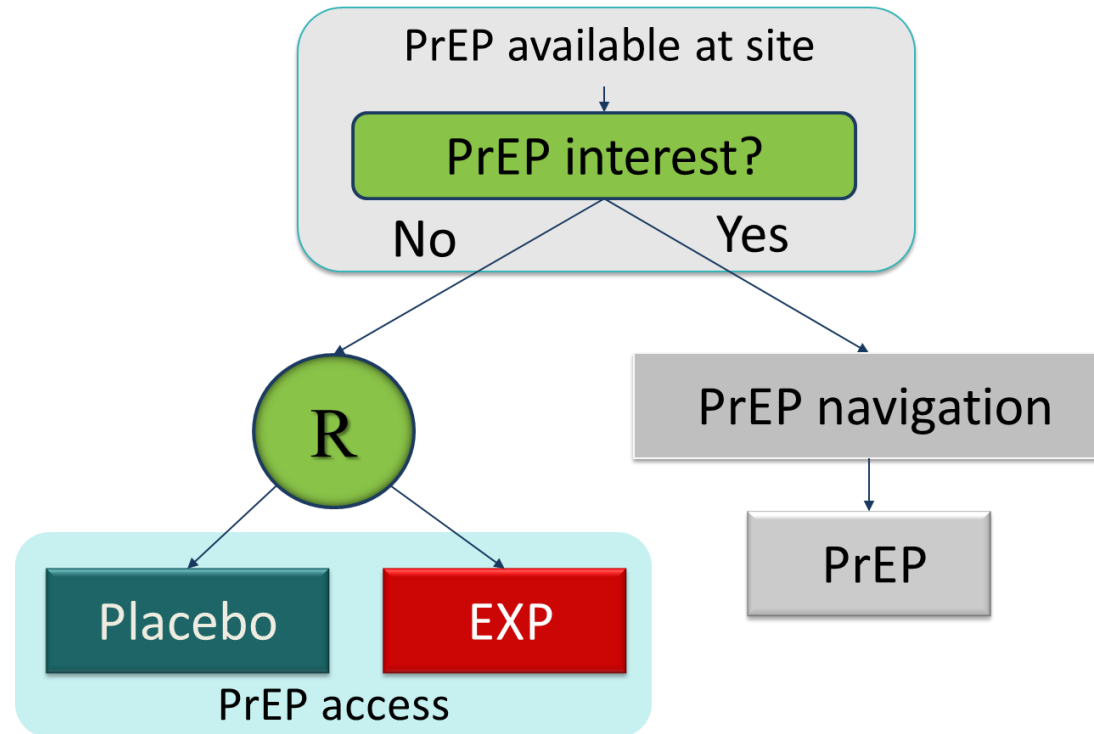 PrEP available at site
PrEP interest?
No
Yes
R
PrEP navigation
PrEP
Placebo
EXP
PrEP access